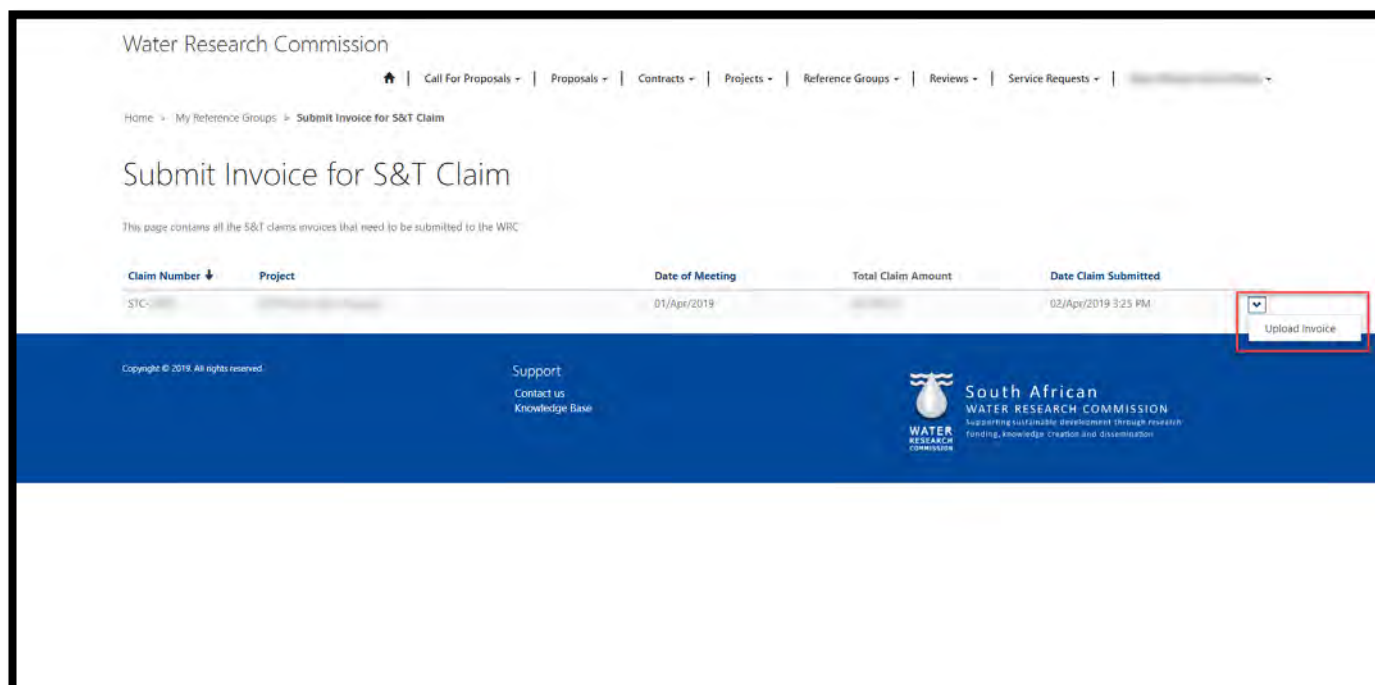 Water Research Commission
Call For Proposals | Proposals | Contracts | Projects | Reference Groups | Reviews | Service Requests |
Home > My Reference Groups > Submit Invoice for S&T Claim
Submit Invoice for S&T Claim
This page contains all the S&T claims invoices that need to be submitted to the WRC
Claim Number Project Date of Meeting Total Claim Amount Date Claim Submitted
STC- 01/Apr/2019 02/Apr/2019 3:25 PM
Upload Invoice
Copyright © 2019. All rights reserved.
Support
Contact us
Knowledge Base
WATER
RESEARCH
COMMISSION
South African
WATER RESEARCH COMMISSION
Supporting sustainable development through research
funding, knowledge creation and dissemination